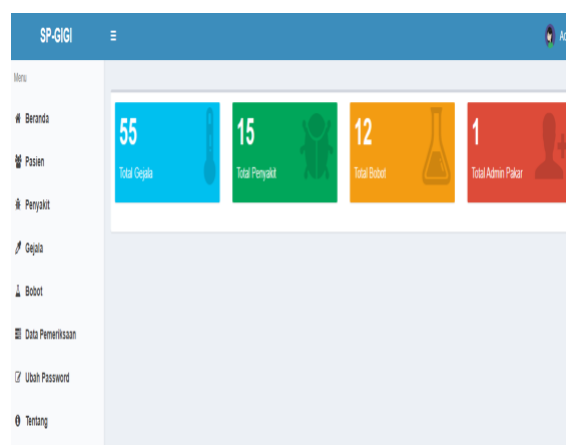 SP-GIGI
Ad
Menu
Beranda
Pasien
Penyakit
Gejala
Bobot
Data Pemeriksaan
Ubah Password
Tentang
55
Total Gejala
15
Total Penyakit
12
Total Bobot
1
Total Admin Pakar